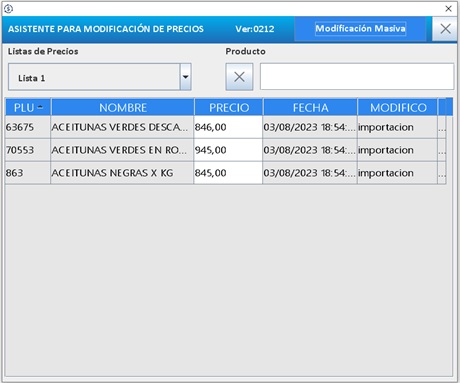 ASISTENTE PARA MODIFICACIÓN DE PRECIOS Ver:0212 Modificación Masiva
Listas de Precios Producto
Lista 1
PLU NOMBRE PRECIO FECHA MODIFICO
63675 ACEITUNAS VERDES DESCA... 846,00 03/08/2023 18:54:... importacion ...
70553 ACEITUNAS VERDES EN RO... 945,00 03/08/2023 18:54:... importacion ...
863 ACEITUNAS NEGRAS X KG 845,00 03/08/2023 18:54:... importacion ...